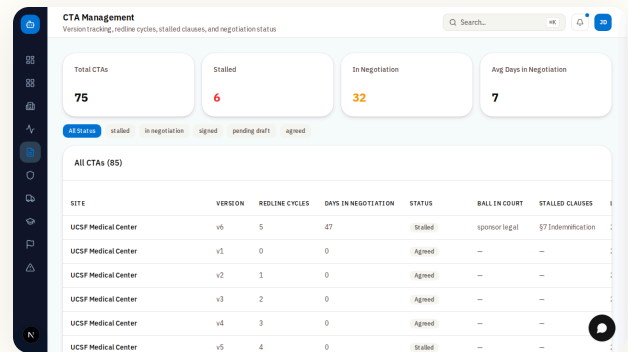 CTA Management
Version tracking, redline cycles, stalled clauses, and negotiation status
Search...
⌘K
JD
Total CTAs
75
Stalled
6
In Negotiation
32
Avg Days in Negotiation
7
All Status stalled in negotiation signed pending draft agreed
All CTAs (85)
SITE VERSION REDLINE CYCLES DAYS IN NEGOTIATION STATUS BALL IN COURT STALLED CLAUSES
UCSF Medical Center v6 5 47 Stalled sponsor legal §7 Indemnification
UCSF Medical Center v1 0 0 Agreed — —
UCSF Medical Center v2 1 0 Agreed — —
UCSF Medical Center v3 2 0 Agreed — —
UCSF Medical Center v4 3 0 Agreed — —
UCSF Medical Center v5 4 0 Stalled — —
N